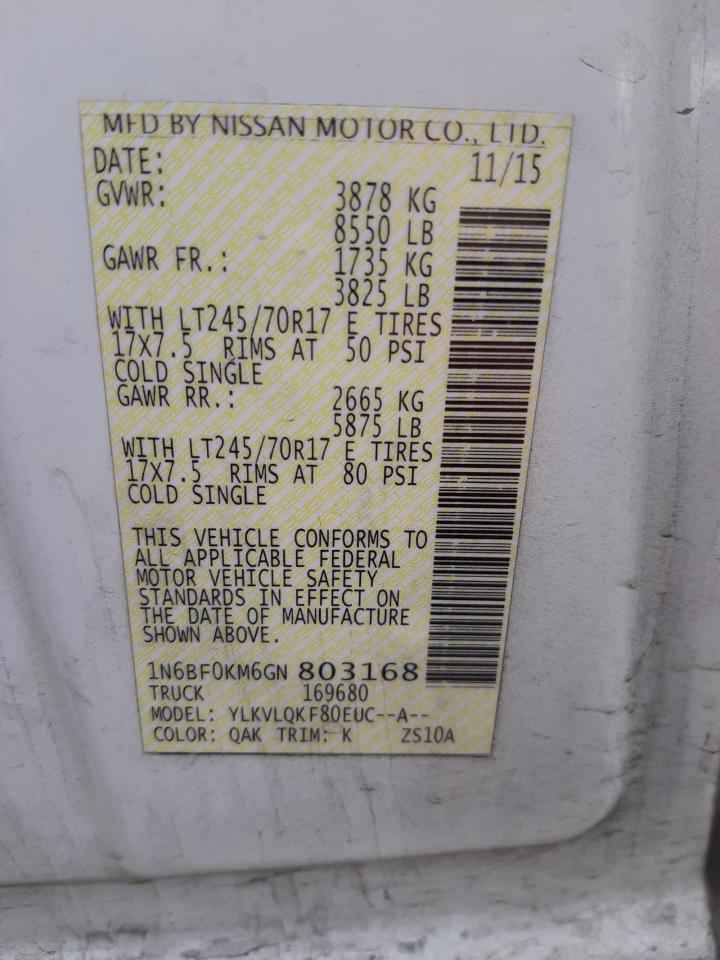 MFD BY NISSAN MOTOR CO., LTD.
DATE: 11/15
GVWR: 3878 KG
8550 LB
GAWR FR.: 1735 KG
3825 LB
WITH LT245/70R17 E TIRES
17X7.5 RIMS AT 50 PSI
COLD SINGLE
GAWR RR.: 2665 KG
5875 LB
WITH LT245/70R17 E TIRES
17X7.5 RIMS AT 80 PSI
COLD SINGLE
THIS VEHICLE CONFORMS TO
ALL APPLICABLE FEDERAL
MOTOR VEHICLE SAFETY
STANDARDS IN EFFECT ON
THE DATE OF MANUFACTURE
SHOWN ABOVE.
1N6BF0KM6GN 803168
TRUCK 169680
MODEL: YLKVLQKF80EUC--A--
COLOR: QAK TRIM: K ZS10A